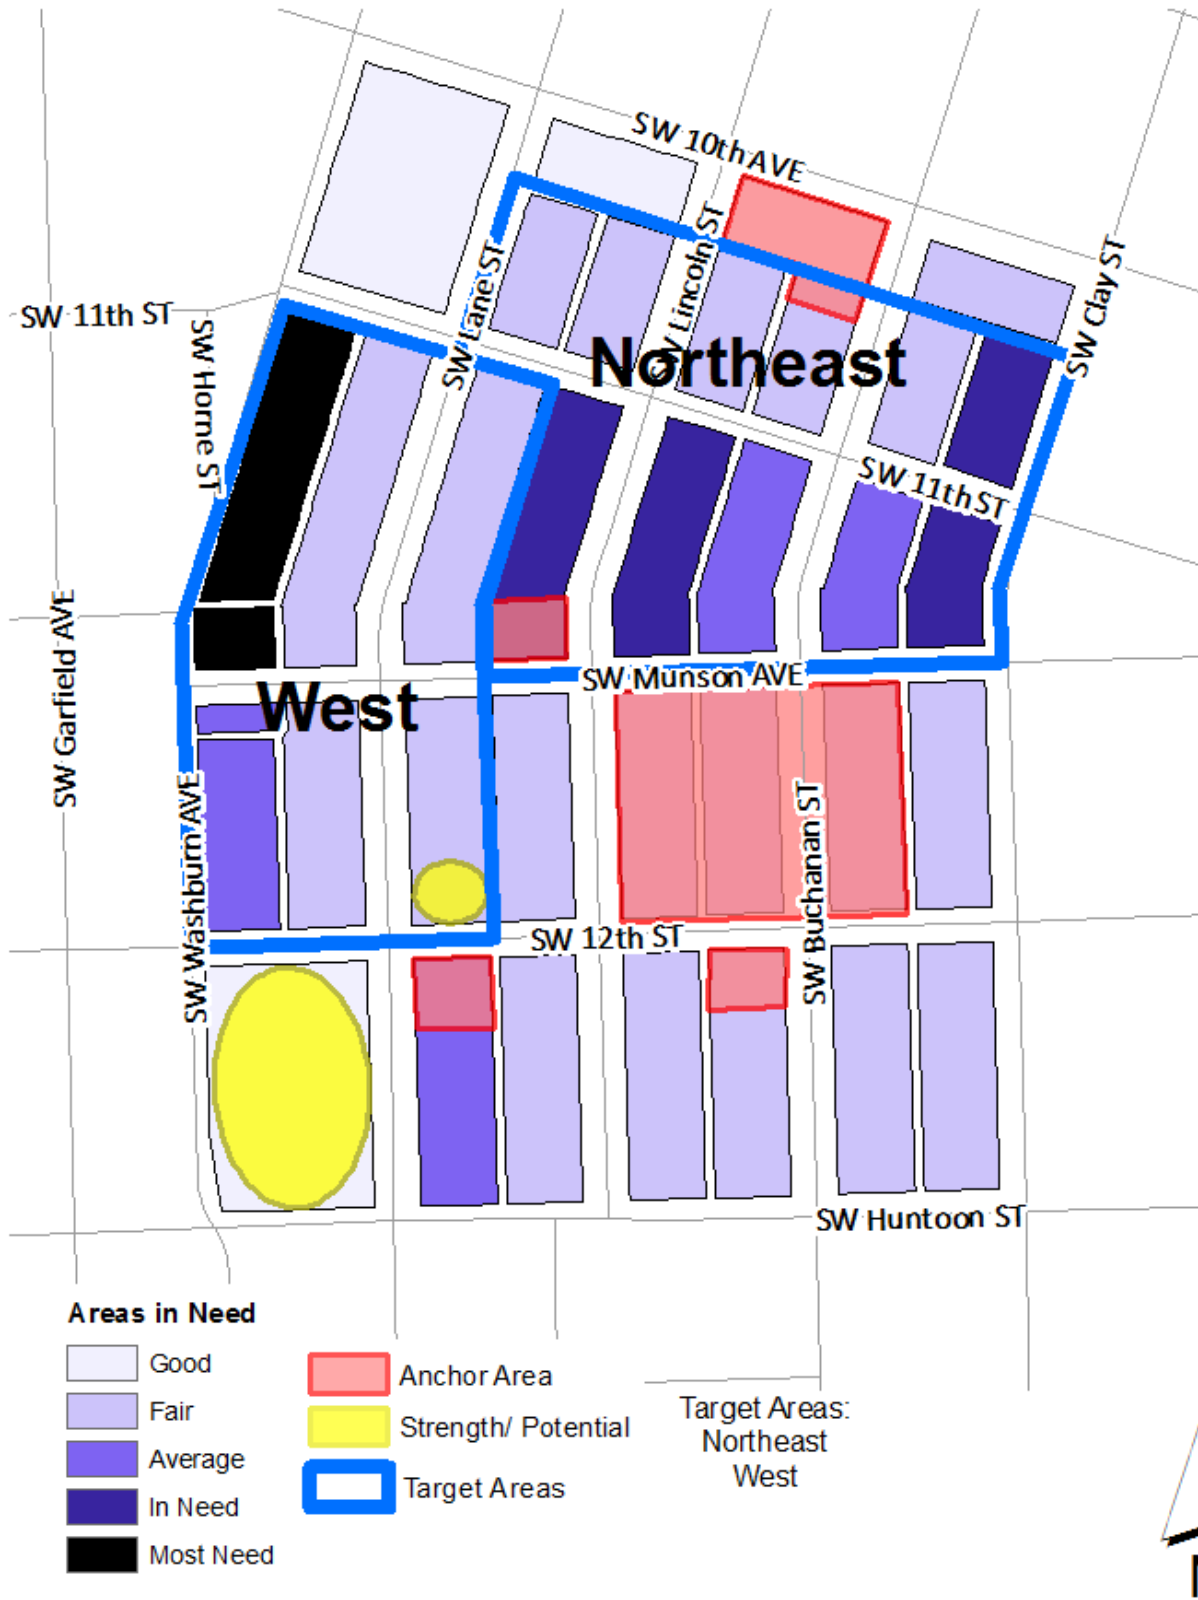 SW 10th AVE
SW Lincoln ST
SW Clay ST
SW Lane ST
SW 11th ST
SW Horne ST
Northeast
SW 11th ST
SW Garfield AVE
SW Munson AVE
West
SW Washburn AVE
SW Buchanan ST
SW 12th ST
SW Huntoon ST
Areas in Need
Good
Fair
Average
In Need
Most Need
Anchor Area
Strength/ Potential
Target Areas
Target Areas:
Northeast
West